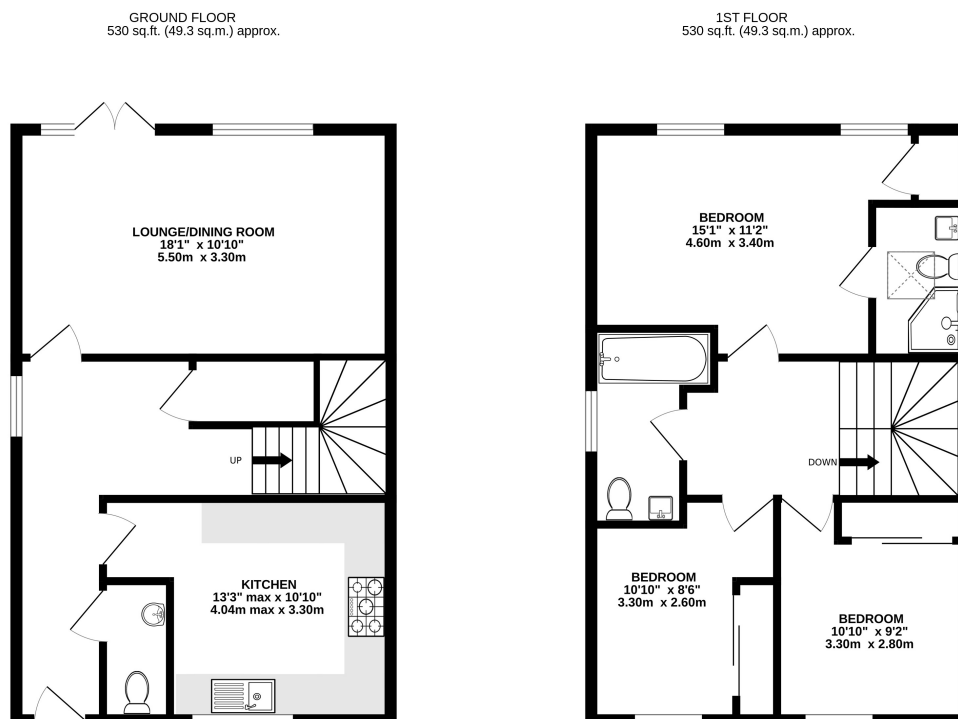 GROUND FLOOR
530 sq.ft. (49.3 sq.m.) approx.
LOUNGE/DINING ROOM
18'1" x 10'10"
5.50m x 3.30m
UP
KITCHEN
13'3" max x 10'10"
4.04m max x 3.30m
1ST FLOOR
530 sq.ft. (49.3 sq.m.) approx.
BEDROOM
15'1" x 11'2"
4.60m x 3.40m
DOWN
BEDROOM
10'10" x 8'6"
3.30m x 2.60m
BEDROOM
10'10" x 9'2"
3.30m x 2.80m